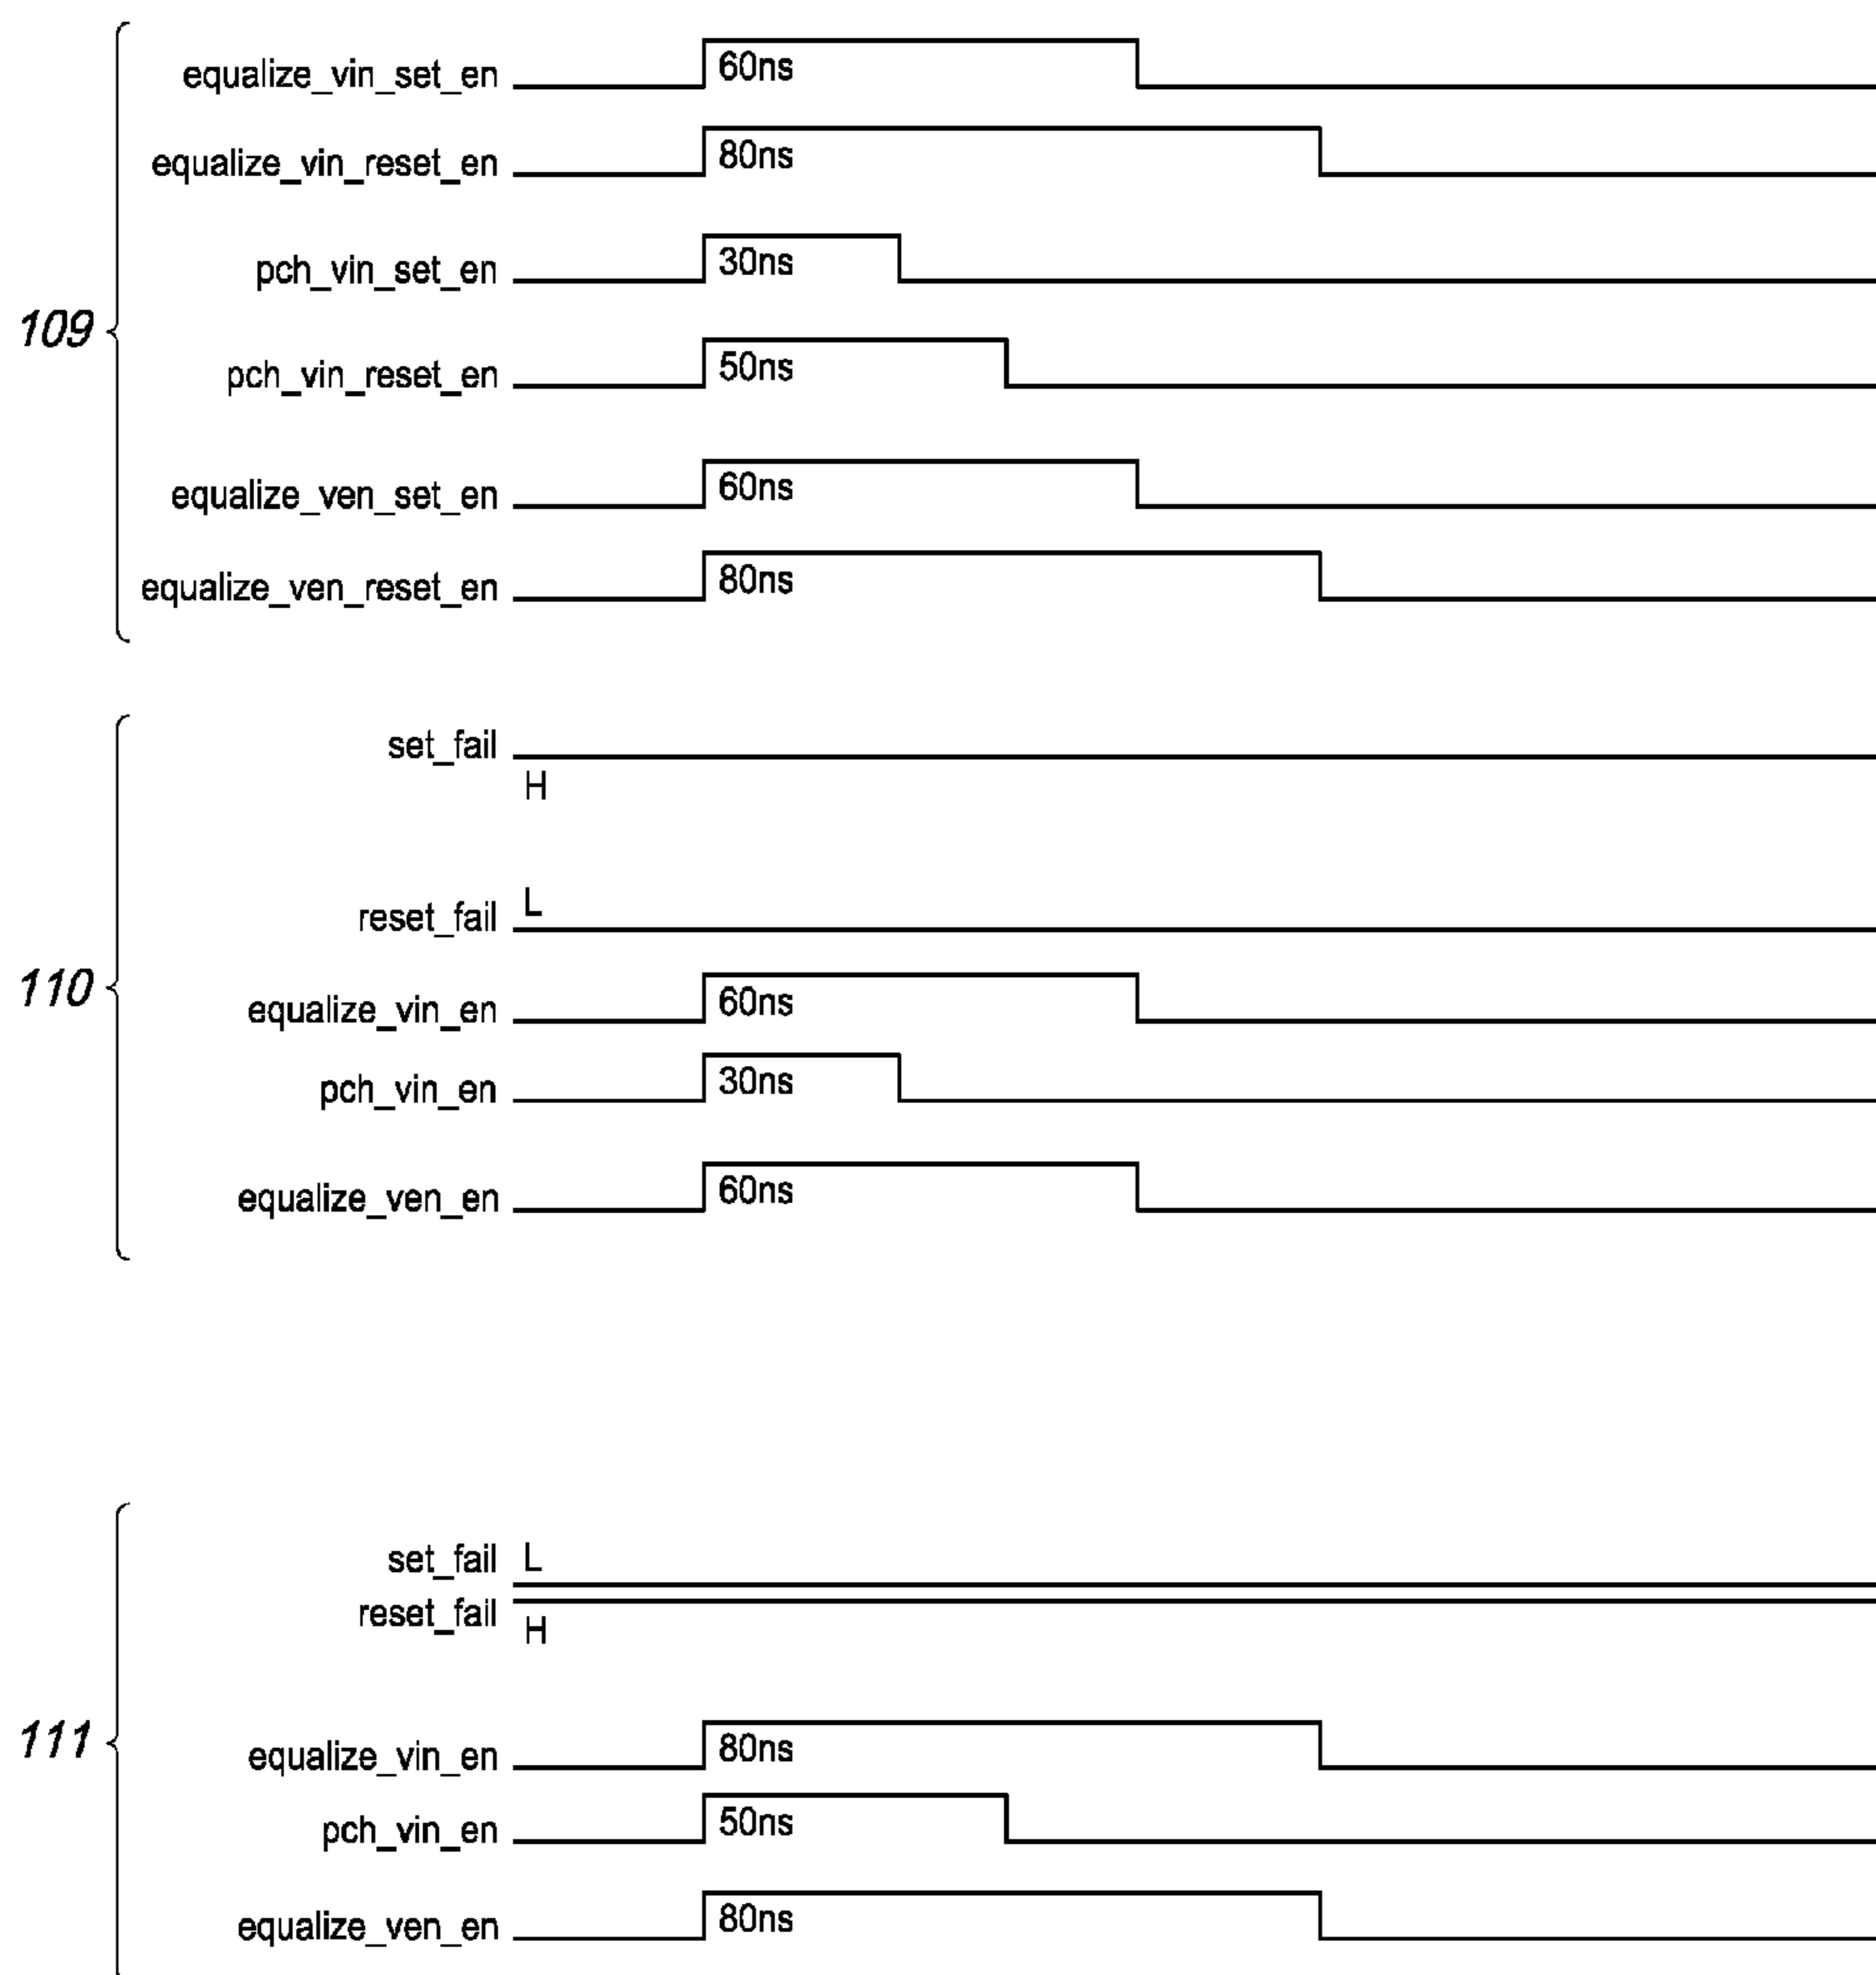 109
equalize_vin_set_en 60ns
equalize_vin_reset_en 80ns
pch_vin_set_en 30ns
pch_vin_reset_en 50ns
equalize_ven_set_en 60ns
equalize_ven_reset_en 80ns
110
set_fail H
reset_fail L
equalize_vin_en 60ns
pch_vin_en 30ns
equalize_ven_en 60ns
111
set_fail L
reset_fail H
equalize_vin_en 80ns
pch_vin_en 50ns
equalize_ven_en 80ns